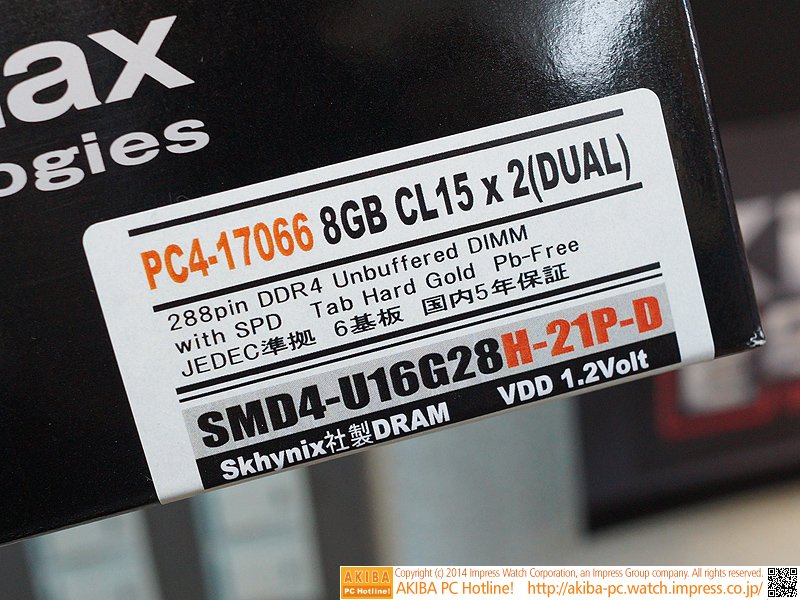 ax
ogies
PC4-17066 8GB CL15 x 2(DUAL)
288pin DDR4 Unbuffered DIMM
with SPD Tab Hard Gold Pb-Free
JEDEC準拠 6基板 国内5年保証
SMD4-U16G28H-21P-D
Skhynix社製DRAM VDD 1.2Volt
AKIBA
PC Hotline!
Copyright (c) 2014 Impress Watch Corporation, an Impress Group company. All rights reserved.
AKIBA PC Hotline! http://akiba-pc.watch.impress.co.jp/